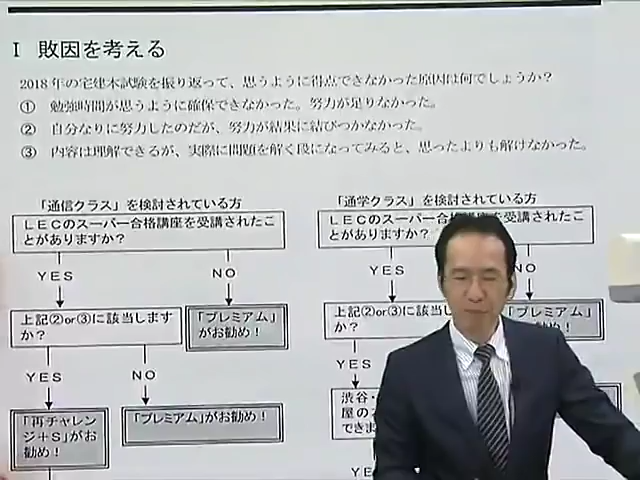 Ⅰ 敗因を考える
2018年の宅建本試験を振り返って、思うように得点できなかった原因は何でしょうか？
① 勉強時間が思うように確保できなかった。努力が足りなかった。
② 自分なりに努力したのだが、努力が結果に結びつかなかった。
③ 内容は理解できるが、実際に問題を解く段になってみると、思ったよりも解けなかった。
「通信クラス」を検討されている方
ＬＥＣのスーパー合格講座を受講されたこ
とがありますか？
YES
NO
上記②or③に該当します
か？
「プレミアム」
がお勧め！
YES
NO
「再チャレン
ジ＋Ｓ」がお
勧め！
「プレミアム」がお勧め！
「通学クラス」を検討されている方
ＬＥＣのスーパー合格講座を受講されたこ
とがありますか？
YES
NO
上記②or③に該当し
か？
「プレミアム」
勧め！
YES
渋谷・
屋の
できま
YE